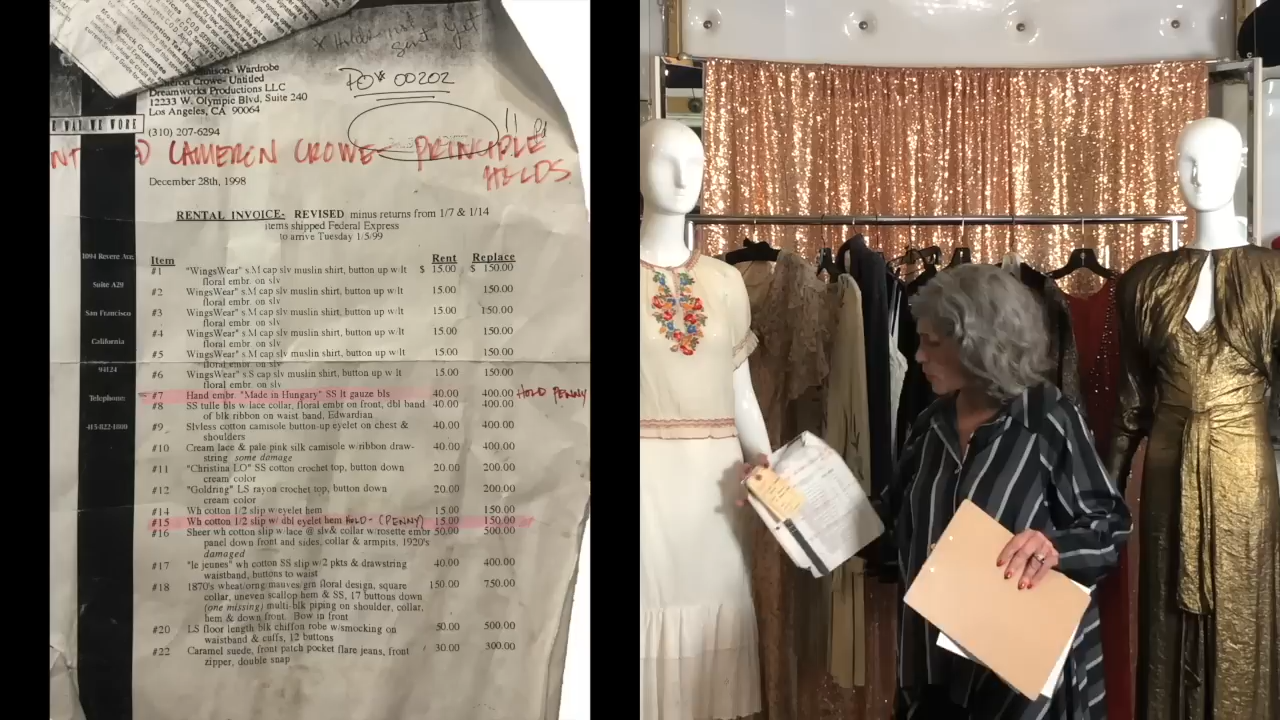 Back Guarantee
Transportation Tax
Wardrobe
Cameron Crowe- Untitled
Dreamworks Productions LLC
12233 W. Olympic Blvd, Suite 240
Los Angeles, CA 90064
(310) 207-6294
PO# 00202
WAY WE WORE
CAMERON CROWE- PRINCIPLE
HELDS
December 28th, 1998
RENTAL INVOICE- REVISED minus returns from 1/7 & 1/14
items shipped Federal Express
to arrive Tuesday 1/5/99
Item Rent Replace
#1 "WingsWear" s.M cap slv muslin shirt, button up w/lt $ 15.00 $ 150.00
floral embr. on slv
#2 WingsWear" s.M cap slv muslin shirt, button up w/lt 15.00 150.00
floral embr. on slv
#3 WingsWear" s.M cap slv muslin shirt, button up w/lt 15.00 150.00
floral embr. on slv
#4 WingsWear" s.M cap slv muslin shirt, button up w/lt 15.00 150.00
floral embr. on slv
#5 WingsWear" s.M cap slv muslin shirt, button up w/lt 15.00 150.00
floral embr. on slv
#6 WingsWear" s.S cap slv muslin shirt, button up w/lt 15.00 150.00
floral embr. on slv
#7 Hand embr. "Made in Hungary" SS lt gauze bls 40.00 400.00 HOLD PENNY
#8 SS tulle bls w lace collar, floral embr on front, dbl band 40.00 400.00
of blk ribbon on waist band, Edwardian
#9 Slvless cotton camisole button-up eyelet on chest & 40.00 400.00
shoulders
#10 Cream lace & pale pink silk camisole w/ribbon draw- 40.00 400.00
string some damage
#11 "Christina LO" SS cotton crochet top, button down 20.00 200.00
cream color
#12 "Goldring" LS rayon crochet top, button down 20.00 200.00
cream color
#14 Wh cotton 1/2 slip w/eyelet hem 15.00 150.00
#15 Wh cotton 1/2 slip w/ dbl eyelet hem HOLD- (PENNY) 15.00 150.00
#16 Sheer wh cotton slip w/lace @ slv& collar w/rosette embr 50.00 500.00
panel down front and sides, collar & armpits, 1920's
damaged
#17 "le jeunes" wh cotton SS slip w/2 pkts & drawstring 40.00 400.00
waistband, buttons to waist
#18 1870's wheat/orng mauves/grn floral design, square 150.00 750.00
collar, uneven scallop hem & SS, 17 buttons down
(one missing) multi-blk piping on shoulder, collar,
hem & down front. Bow in front
#20 LS floor length blk chiffon robe w/smocking on 50.00 500.00
waistband & cuffs, 12 buttons
#22 Caramel suede, front patch pocket flare jeans, front 30.00 300.00
zipper, double snap
1094 Revere Ave
Suite A29
San Francisco
California
94124
Telephone:
415-822-1800